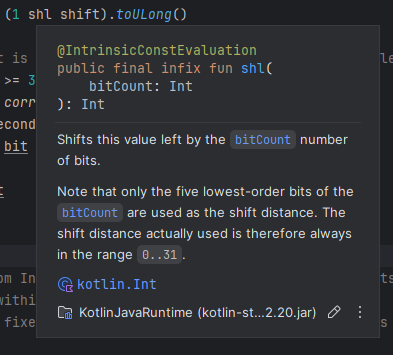 (1 shl shift).toULong()
t is
@IntrinsicConstEvaluation
>= 3
public final infix fun shl(
corr
bitCount: Int
econd
): Int
bit
Shifts this value left by the bitCount number
of bits.
t
Note that only the five lowest-order bits of the
bitCount are used as the shift distance. The
shift distance actually used is therefore always
in the range 0..31.
om In
ts
kotlin.Int
withi
KotlinJavaRuntime (kotlin-st...2.20.jar)
fixe
s